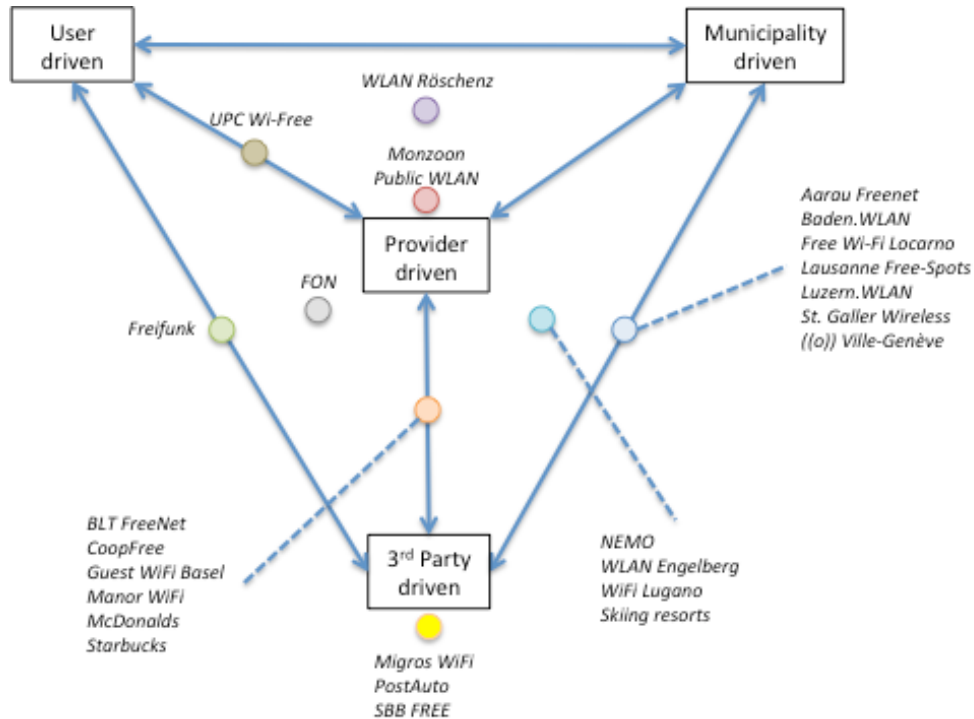 User
driven
Municipality
driven
WLAN Röschenz
UPC Wi-Free
Monzoon
Public WLAN
Provider
driven
FON
Freifunk
Aarau Freenet
Baden.WLAN
Free Wi-Fi Locarno
Lausanne Free-Spots
Luzern.WLAN
St. Galler Wireless
((o)) Ville-Genève
BLT FreeNet
CoopFree
Guest WiFi Basel
Manor WiFi
McDonalds
Starbucks
3rd Party
driven
NEMO
WLAN Engelberg
WiFi Lugano
Skiing resorts
Migros WiFi
PostAuto
SBB FREE